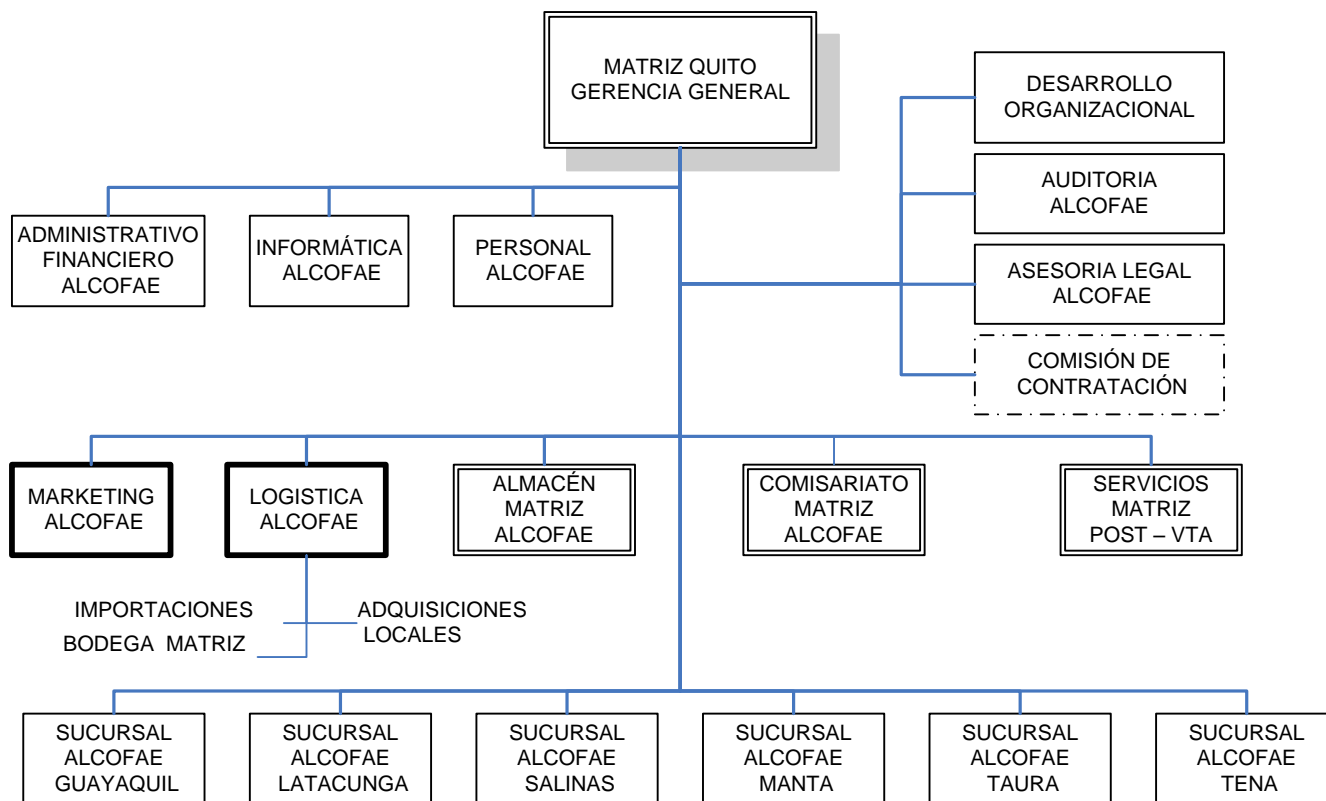 MATRIZ QUITO
GERENCIA GENERAL
DESARROLLO
ORGANIZACIONAL
AUDITORIA
ALCOFAE
ASESORIA LEGAL
ALCOFAE
COMISIÓN DE
CONTRATACIÓN
ADMINISTRATIVO
FINANCIERO
ALCOFAE
INFORMÁTICA
ALCOFAE
PERSONAL
ALCOFAE
MARKETING
ALCOFAE
LOGISTICA
ALCOFAE
ALMACÉN
MATRIZ
ALCOFAE
COMISARIATO
MATRIZ
ALCOFAE
SERVICIOS
MATRIZ
POST – VTA
IMPORTACIONES
BODEGA MATRIZ
ADQUISICIONES
LOCALES
SUCURSAL
ALCOFAE
GUAYAQUIL
SUCURSAL
ALCOFAE
LATACUNGA
SUCURSAL
ALCOFAE
SALINAS
SUCURSAL
ALCOFAE
MANTA
SUCURSAL
ALCOFAE
TAURA
SUCURSAL
ALCOFAE
TENA